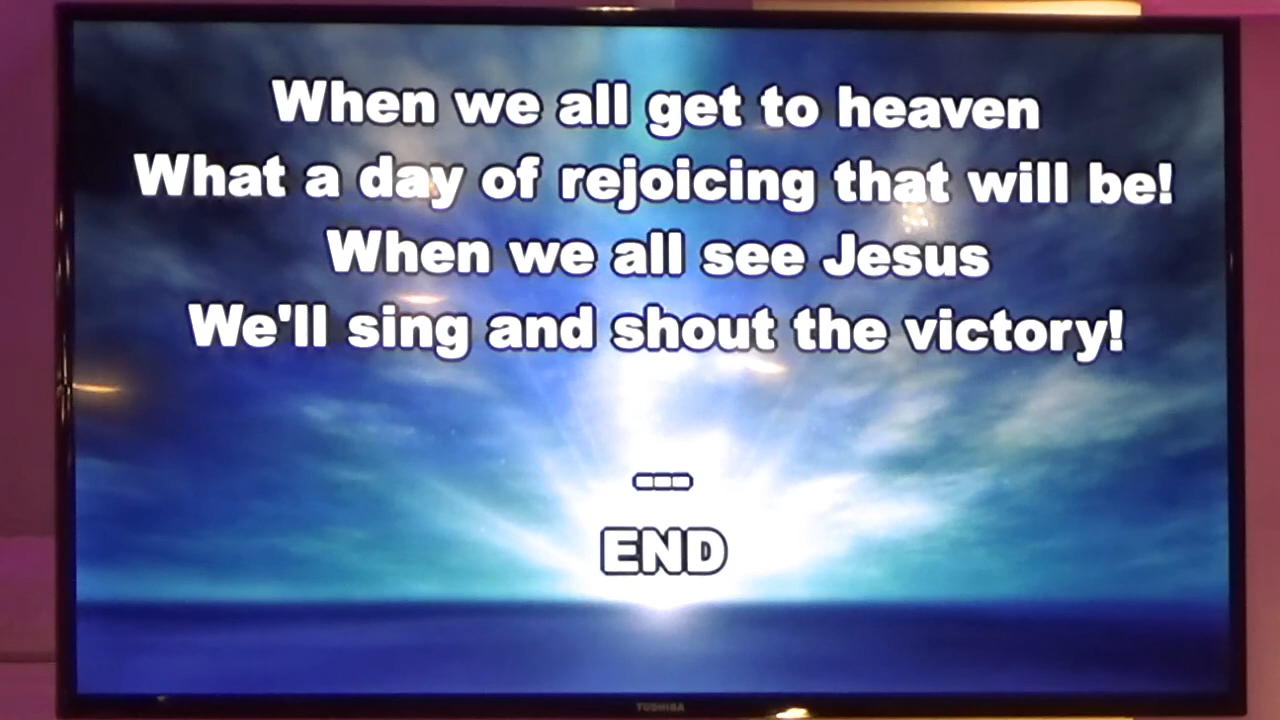 When we all get to heaven
What a day of rejoicing that will be!
When we all see Jesus
We'll sing and shout the victory!
---
END
TOSHIBA